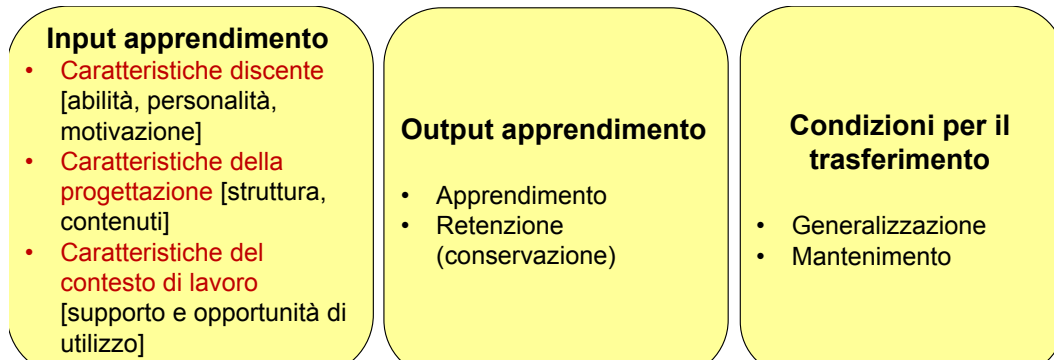 Input apprendimento
• Caratteristiche discente
[abilità, personalità,
motivazione]
• Caratteristiche della
progettazione [struttura,
contenuti]
• Caratteristiche del
contesto di lavoro
[supporto e opportunità di
utilizzo]
Output apprendimento
• Apprendimento
• Retenzione
(conservazione)
Condizioni per il
trasferimento
• Generalizzazione
• Mantenimento